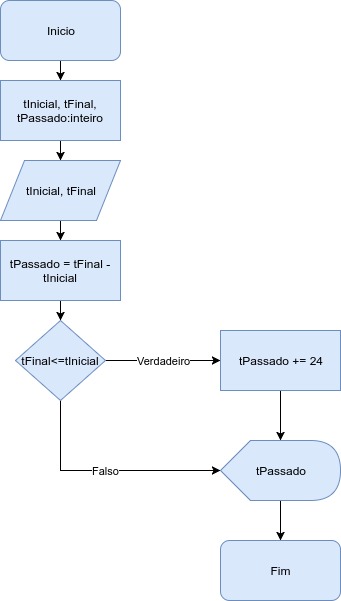 Inicio
tInicial, tFinal,
tPassado:inteiro
tInicial, tFinal
tPassado = tFinal -
tInicial
tFinal<=tInicial
Verdadeiro
tPassado += 24
Falso
tPassado
Fim